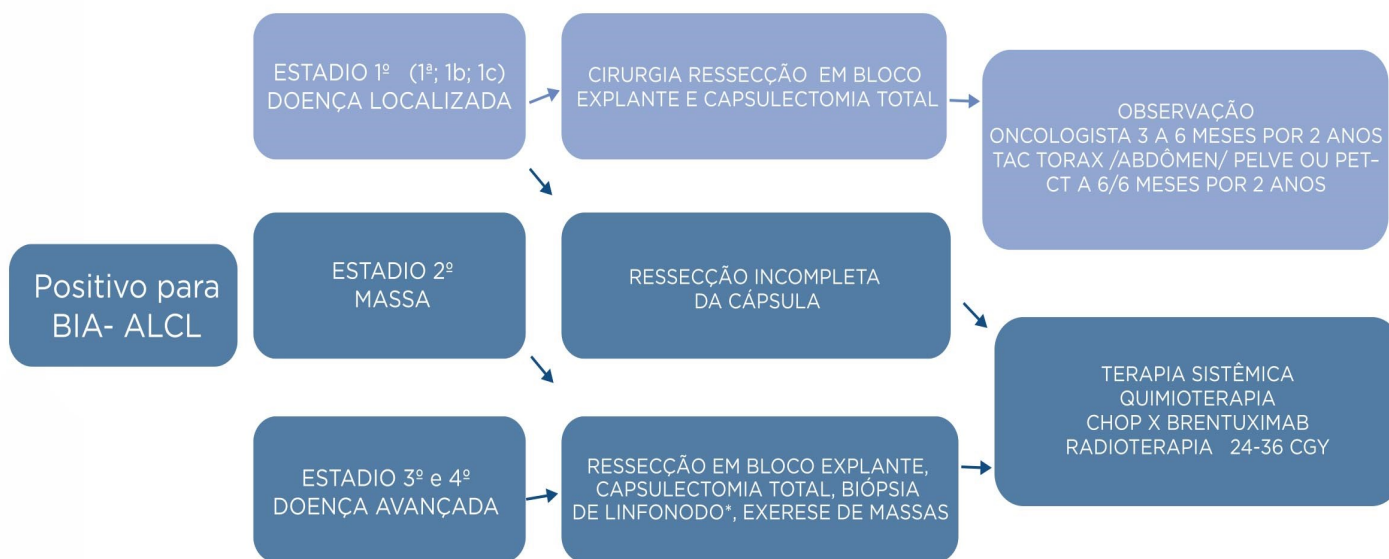 Positivo para
BIA- ALCL
ESTADIO 1º (1ª; 1b; 1c)
DOENÇA LOCALIZADA
CIRURGIA RESSECÇÃO EM BLOCO
EXPLANTE E CAPSULECTOMIA TOTAL
OBSERVAÇÃO
ONCOLOGISTA 3 A 6 MESES POR 2 ANOS
TAC TORAX /ABDÔMEN/ PELVE OU PET-
CT A 6/6 MESES POR 2 ANOS
ESTADIO 2º
MASSA
RESSECÇÃO INCOMPLETA
DA CÁPSULA
ESTADIO 3º e 4º
DOENÇA AVANÇADA
RESSECÇÃO EM BLOCO EXPLANTE,
CAPSULECTOMIA TOTAL, BIÓPSIA
DE LINFONODO*, EXERESE DE MASSAS
TERAPIA SISTÊMICA
QUIMIOTERAPIA
CHOP X BRENTUXIMAB
RADIOTERAPIA 24-36 CGY